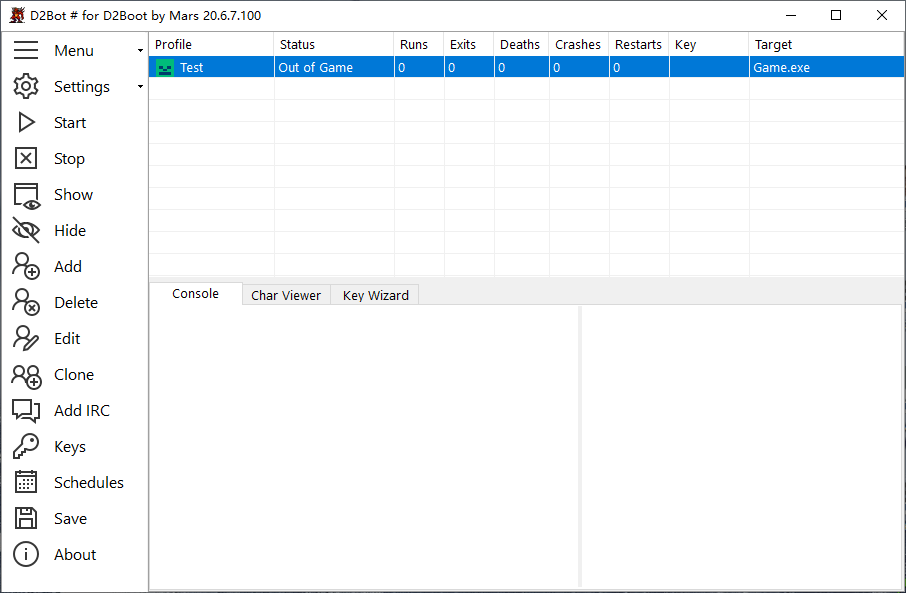 D2Bot # for D2Boot by Mars 20.6.7.100
Menu
Settings
Start
Stop
Show
Hide
Add
Delete
Edit
Clone
Add IRC
Keys
Schedules
Save
About
Profile Status Runs Exits Deaths Crashes Restarts Key Target
Test Out of Game 0 0 0 0 0 Game.exe
Console Char Viewer Key Wizard